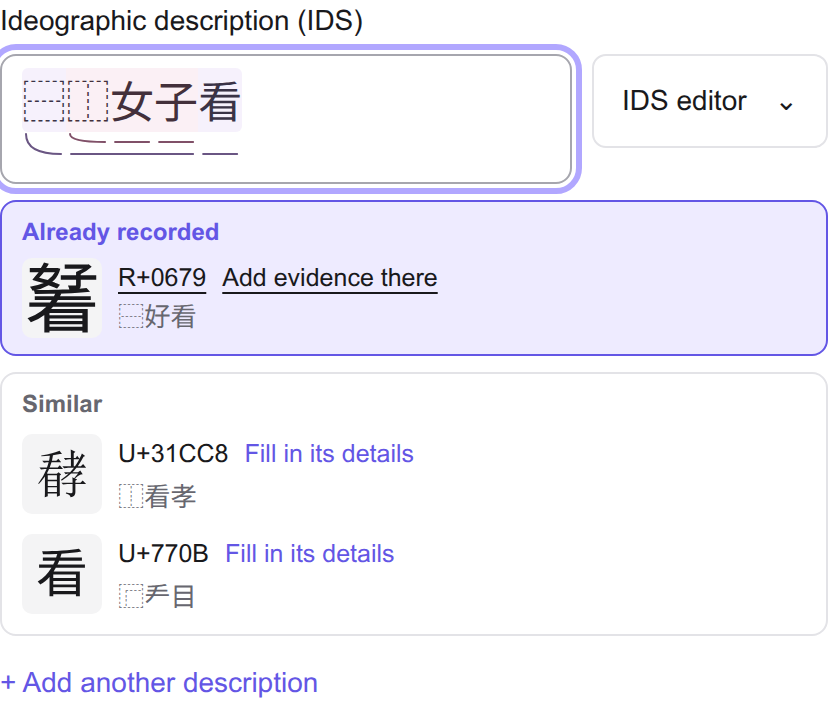 Ideographic description (IDS)
⿱⿰女子看
IDS editor
Already recorded
R+0679 Add evidence there
⿱好看
Similar
U+31CC8 Fill in its details
⿰看孝
看 U+770B Fill in its details
⿸龵目
+ Add another description